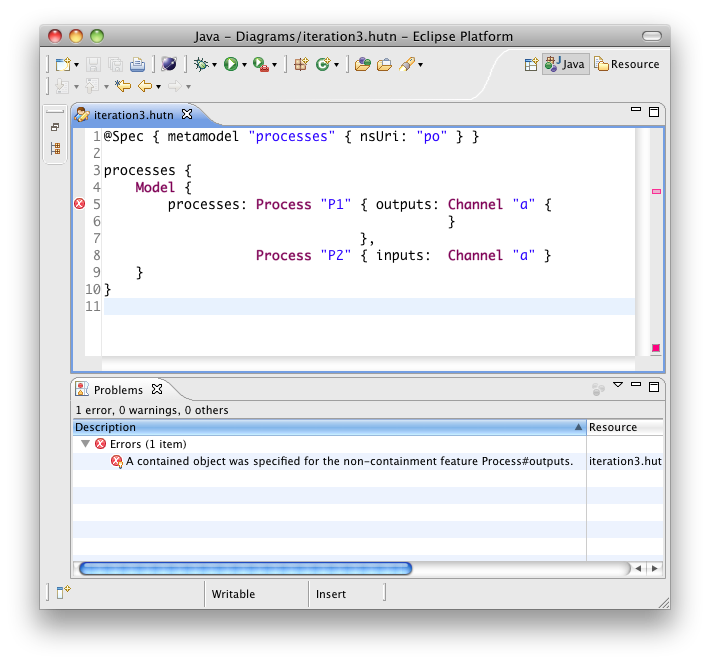 Java – Diagrams/iteration3.hutn – Eclipse Platform
Java
Resource
iteration3.hutn
1 @Spec { metamodel "processes" { nsUri: "po" } }
2
3 processes {
4     Model {
5         processes: Process "P1" { outputs: Channel "a" {
6                                            }
7                                 },
8                    Process "P2" { inputs:  Channel "a" }
9     }
10 }
11
Problems
1 error, 0 warnings, 0 others
Description Resource
Errors (1 item)
A contained object was specified for the non-containment feature Process#outputs. iteration3.hut
Writable Insert